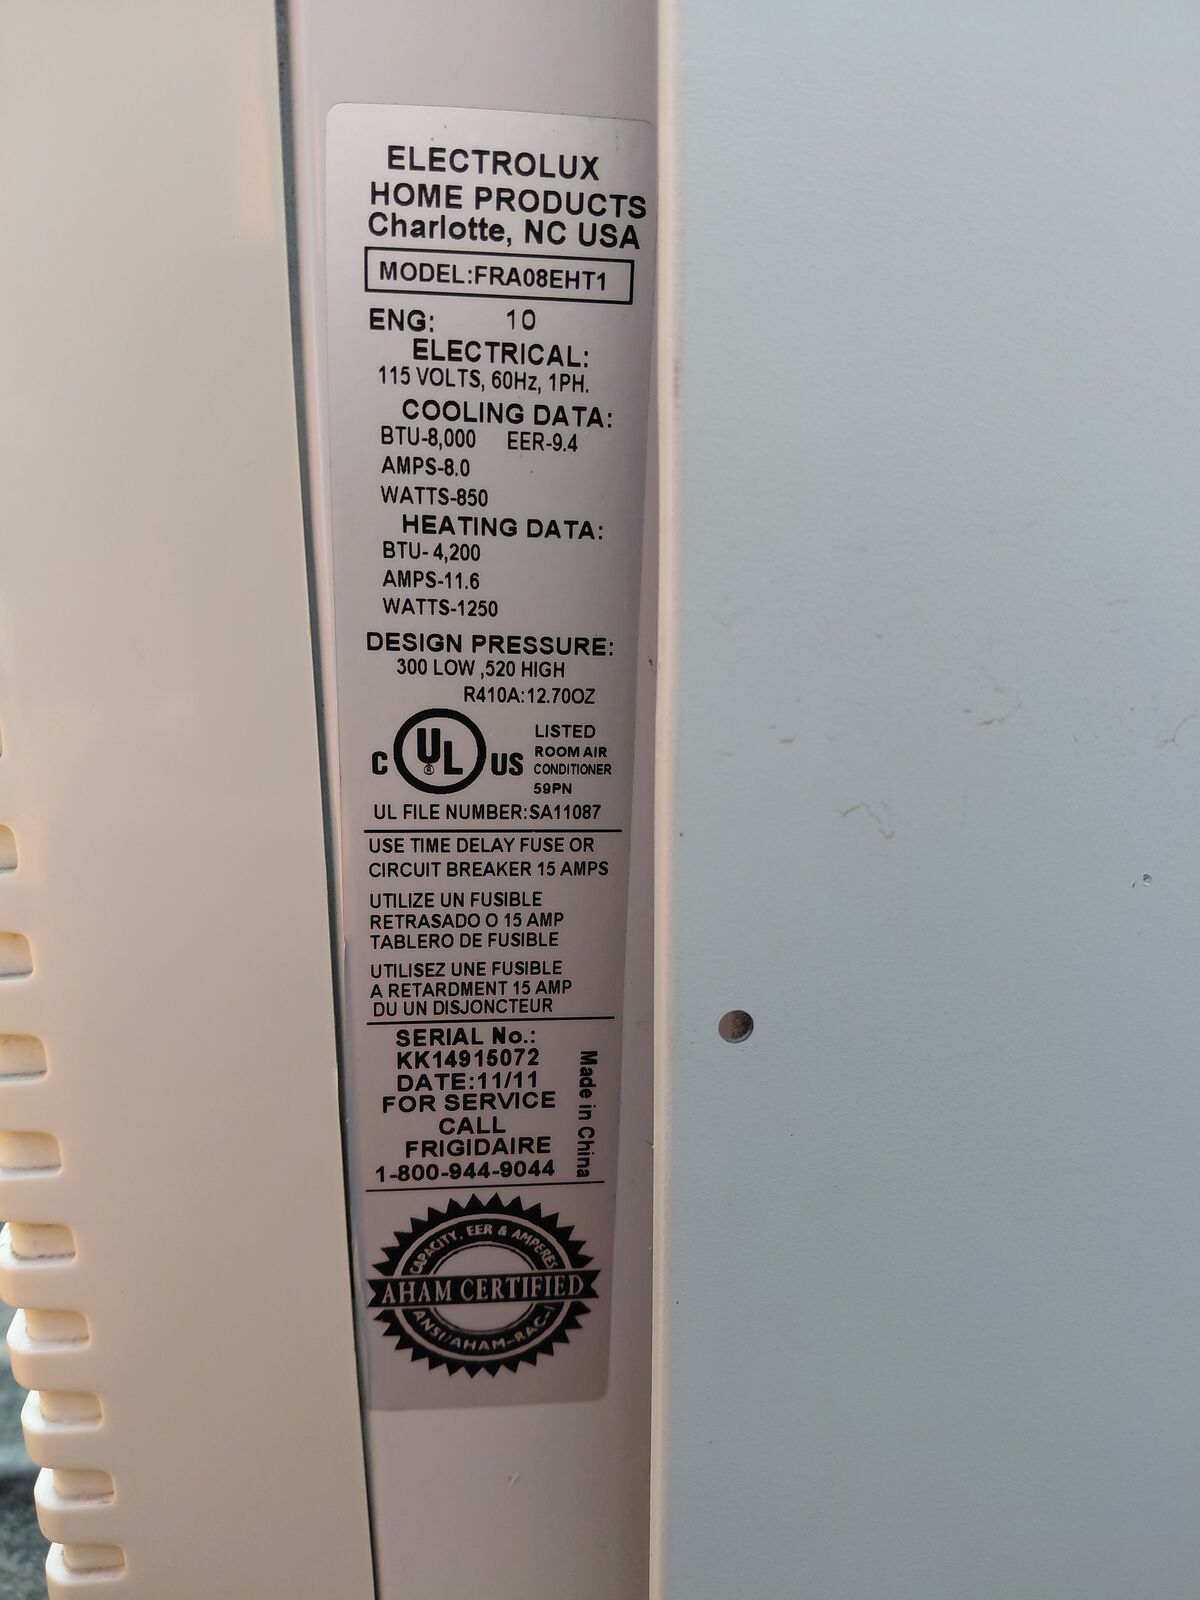 ELECTROLUX
HOME PRODUCTS
Charlotte, NC USA
MODEL:FRA08EHT1
ENG: 10
ELECTRICAL:
115 VOLTS, 60Hz, 1PH.
COOLING DATA:
BTU-8,000 EER-9.4
AMPS-8.0
WATTS-850
HEATING DATA:
BTU- 4,200
AMPS-11.6
WATTS-1250
DESIGN PRESSURE:
300 LOW ,520 HIGH
R410A:12.70OZ
C UL ® US
LISTED
ROOM AIR
CONDITIONER
59PN
UL FILE NUMBER:SA11087
USE TIME DELAY FUSE OR
CIRCUIT BREAKER 15 AMPS
UTILIZE UN FUSIBLE
RETRASADO O 15 AMP
TABLERO DE FUSIBLE
UTILISEZ UNE FUSIBLE
A RETARDMENT 15 AMP
DU UN DISJONCTEUR
SERIAL No.:
KK14915072
DATE:11/11
FOR SERVICE
CALL
FRIGIDAIRE
1-800-944-9044
Made in China
CAPACITY, EER & AMPERES
AHAM CERTIFIED
ANSI/AHAM-RAC-1